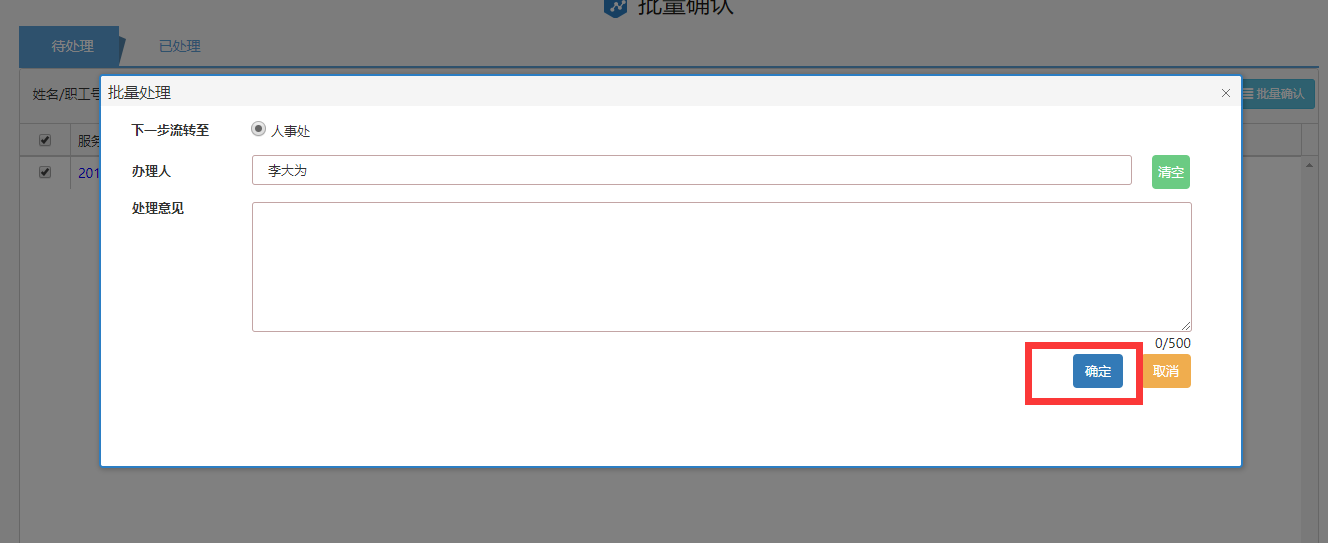 批量确认
待处理
已处理
姓名/职工号
批量确认
批量处理
下一步流转至
人事处
办理人
李大为
清空
服务
201
处理意见
0/500
确定
取消